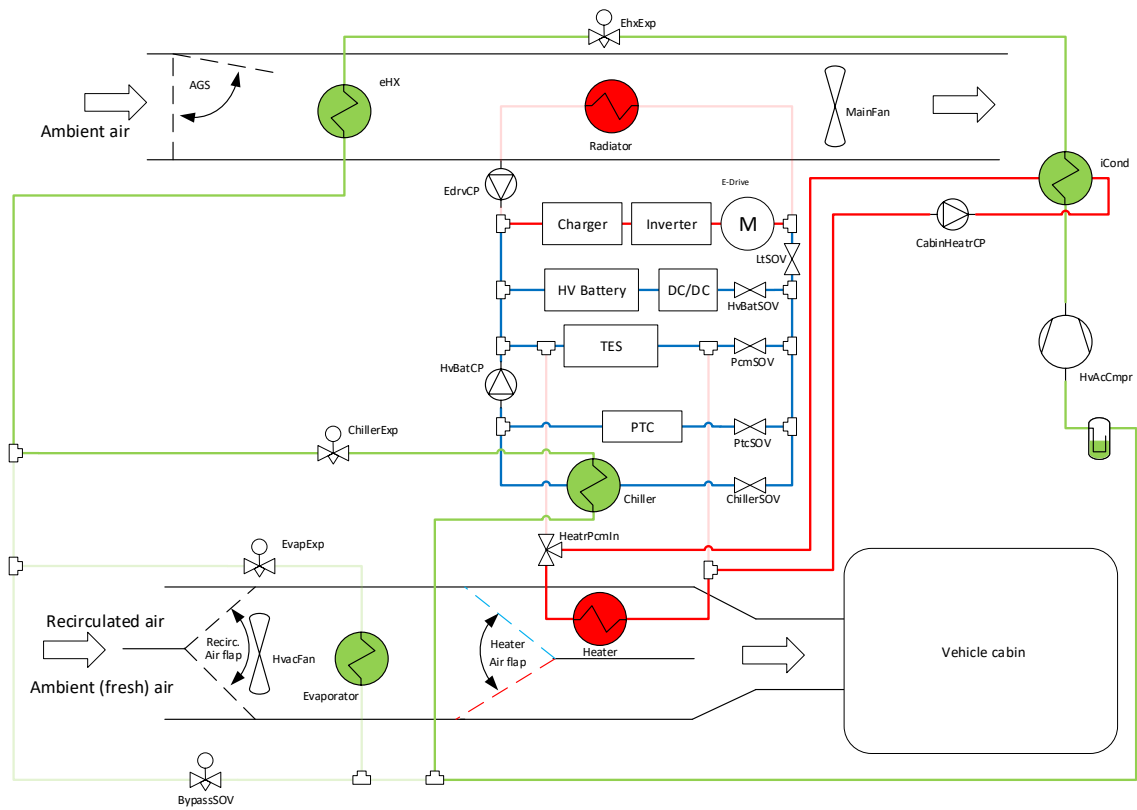 EhxExp
AGS
eHX
Ambient air
Radiator
MainFan
iCond
EdrvCP
E-Drive
Charger
Inverter
M
CabinHeatrCP
LtSOV
HV Battery
DC/DC
HvBatSOV
TES
PcmSOV
HvBatCP
HvAcCmpr
PTC
PtcSOV
ChillerExp
Chiller
ChillerSOV
HeatrPcmIn
EvapExp
Recirculated air
Recirc.
Air flap
HvacFan
Heater
Air flap
Heater
Vehicle cabin
Ambient (fresh) air
Evaporator
BypassSOV